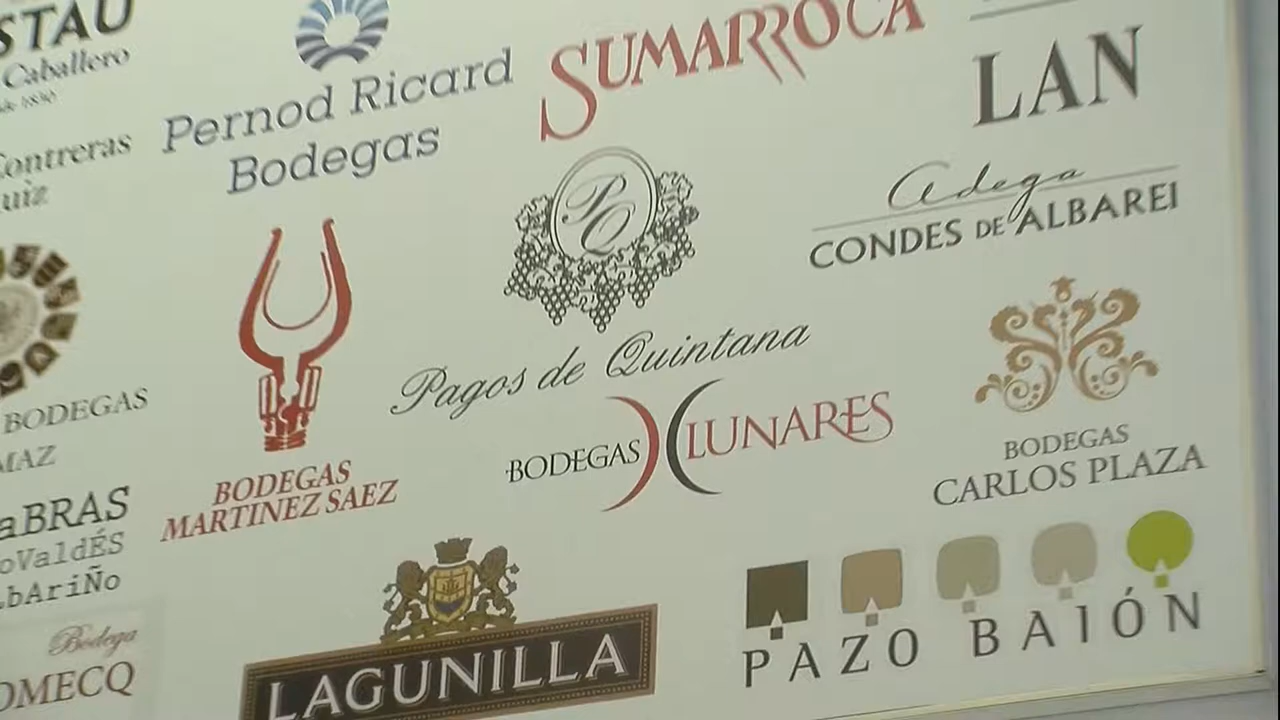 STAU
Caballero
Pernod Ricard
Bodegas
SUMARROCA
LAN
Contreras
uiz
PQ
Adega
CONDES DE ALBAREI
Pagos de Quintana
BODEGAS
MAZ
BODEGAS
MARTINEZ SAEZ
BODEGAS LUNARES
BODEGAS
CARLOS PLAZA
aBRAS
oValdÉS
lbAriÑo
Bodega
OMECQ
LAGUNILLA
PAZO BAIÓN